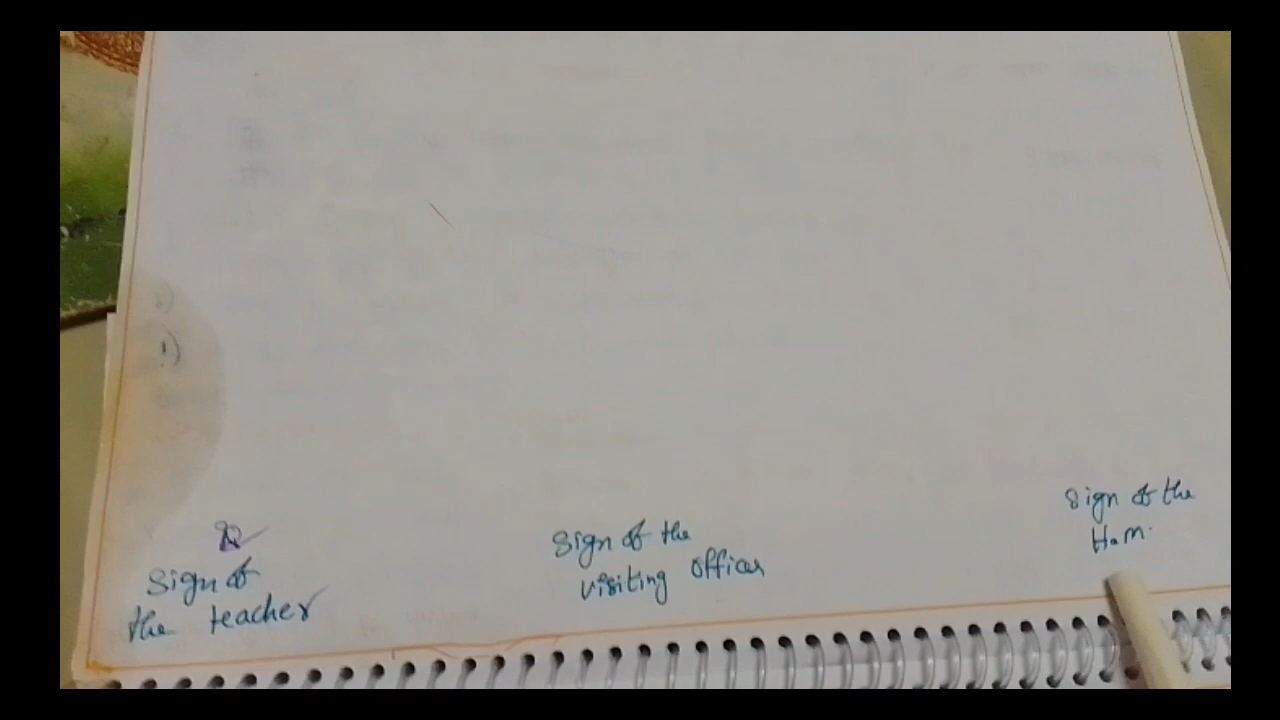 Sign of
the teacher
Sign of the
visiting officer
Sign of the
H.m.